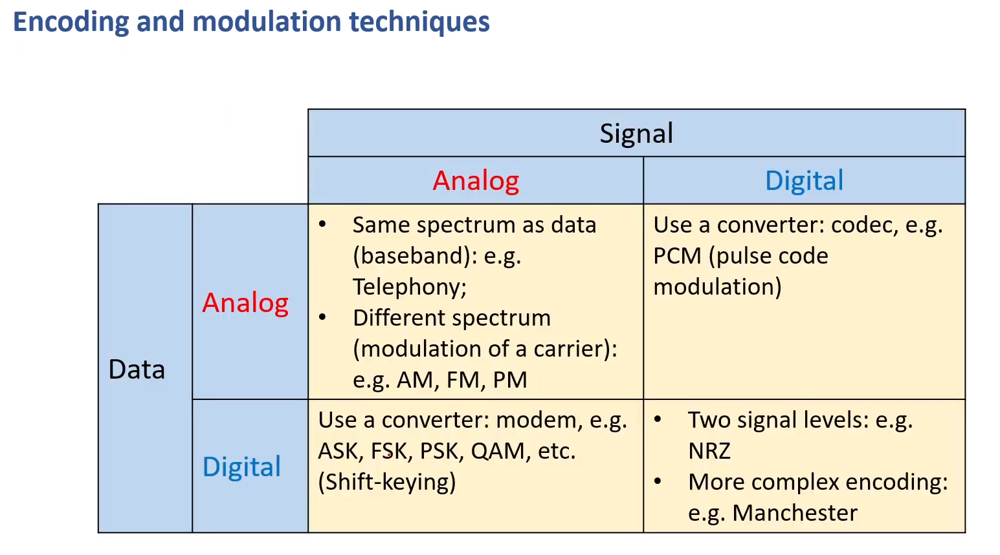 Encoding and modulation techniques
Signal
Analog
Digital
Data
Analog
• Same spectrum as data
(baseband): e.g.
Telephony;
• Different spectrum
(modulation of a carrier):
e.g. AM, FM, PM
Use a converter: codec, e.g.
PCM (pulse code
modulation)
Digital
Use a converter: modem, e.g.
ASK, FSK, PSK, QAM, etc.
(Shift-keying)
• Two signal levels: e.g.
NRZ
• More complex encoding:
e.g. Manchester